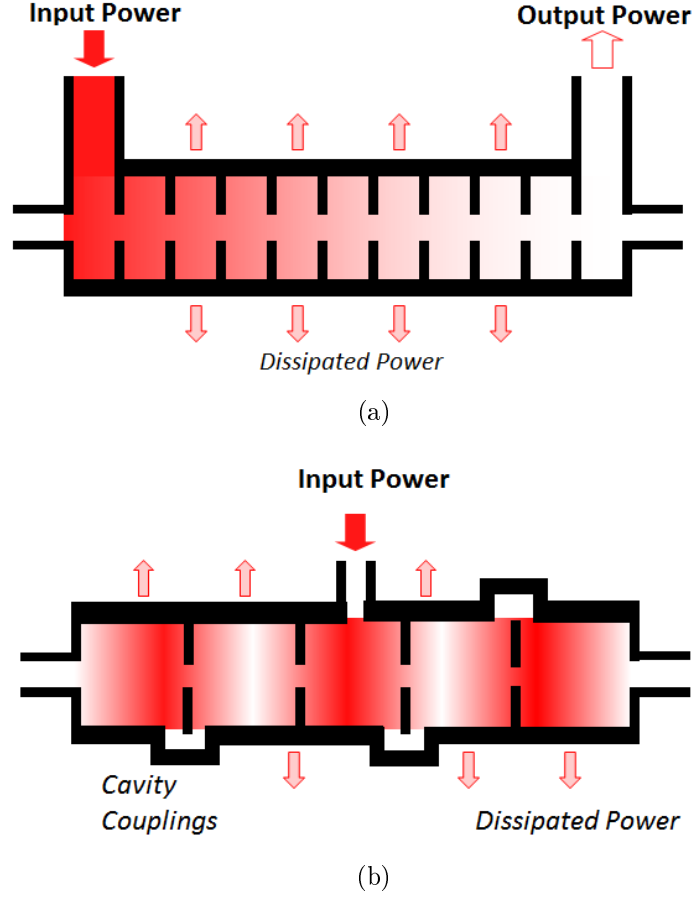 Input Power
Output Power
Dissipated Power
(a)
Input Power
Cavity
Couplings
Dissipated Power
(b)